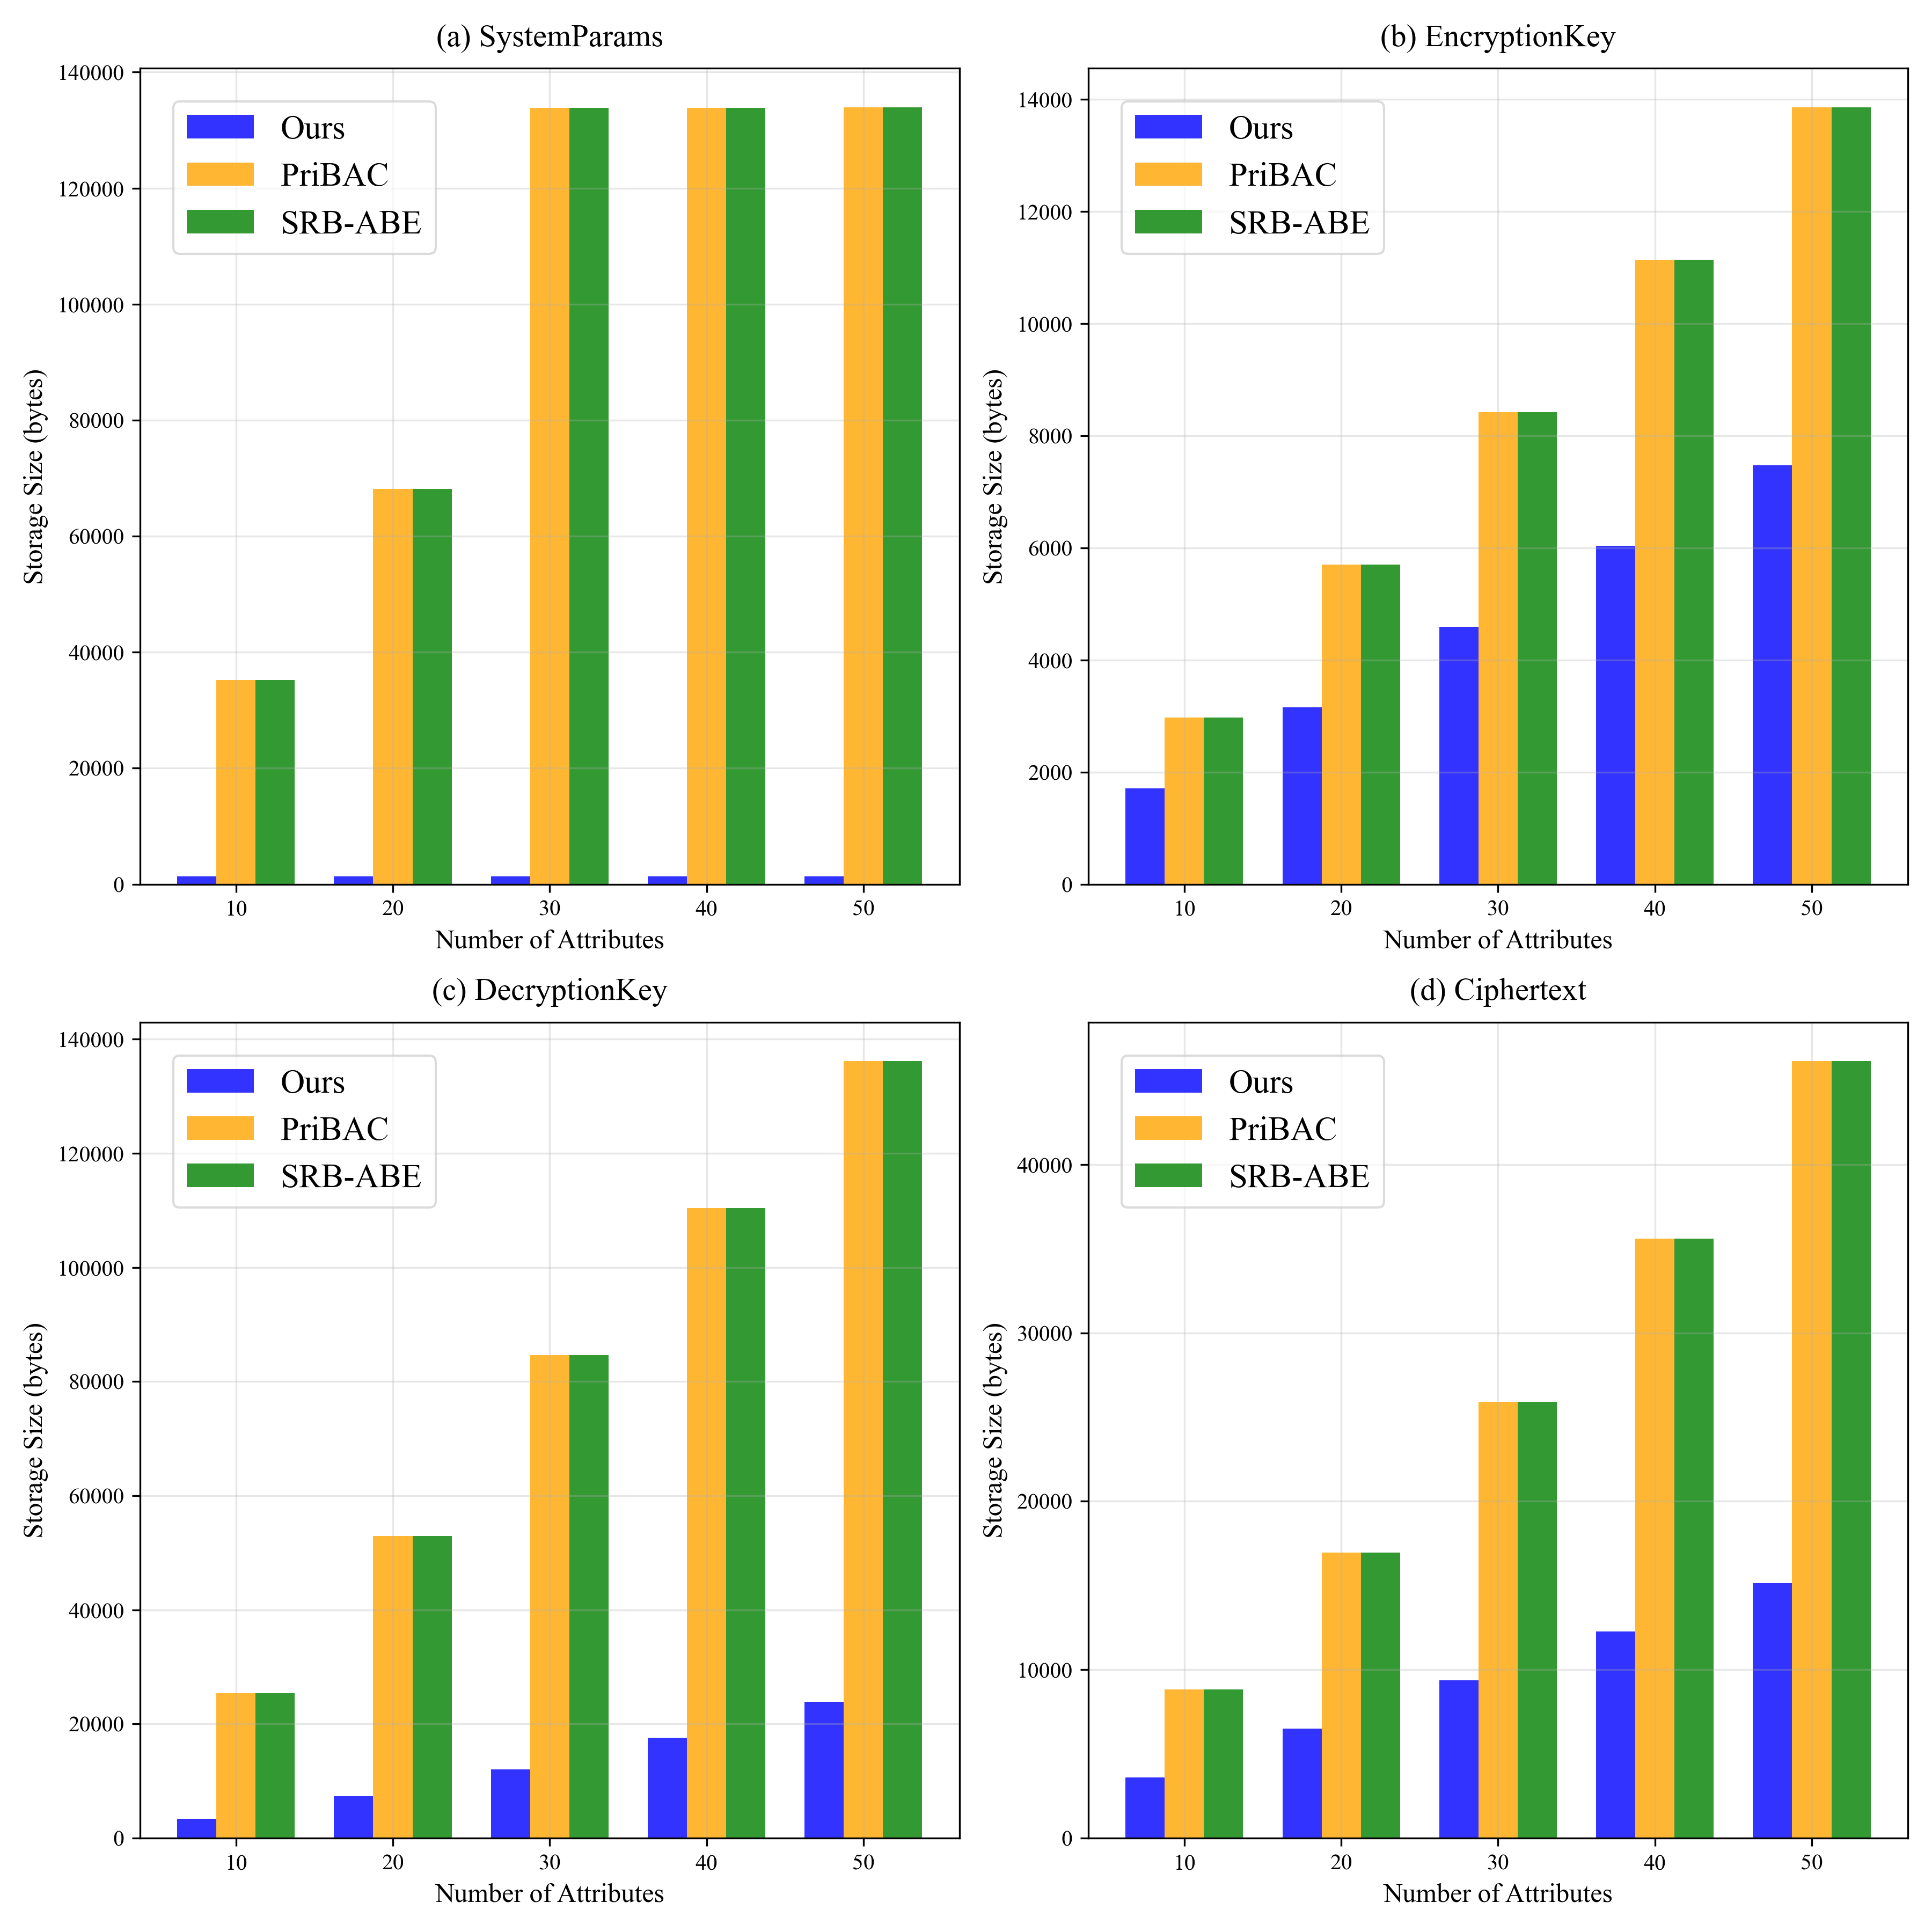 (a) SystemParams
Storage Size (bytes)
140000
120000
100000
80000
60000
40000
20000
0
Ours
PriBAC
SRB-ABE
10 20 30 40 50
Number of Attributes
(b) EncryptionKey
Storage Size (bytes)
14000
12000
10000
8000
6000
4000
2000
0
Ours
PriBAC
SRB-ABE
10 20 30 40 50
Number of Attributes
(c) DecryptionKey
Storage Size (bytes)
140000
120000
100000
80000
60000
40000
20000
0
Ours
PriBAC
SRB-ABE
10 20 30 40 50
Number of Attributes
(d) Ciphertext
Storage Size (bytes)
40000
30000
20000
10000
0
Ours
PriBAC
SRB-ABE
10 20 30 40 50
Number of Attributes